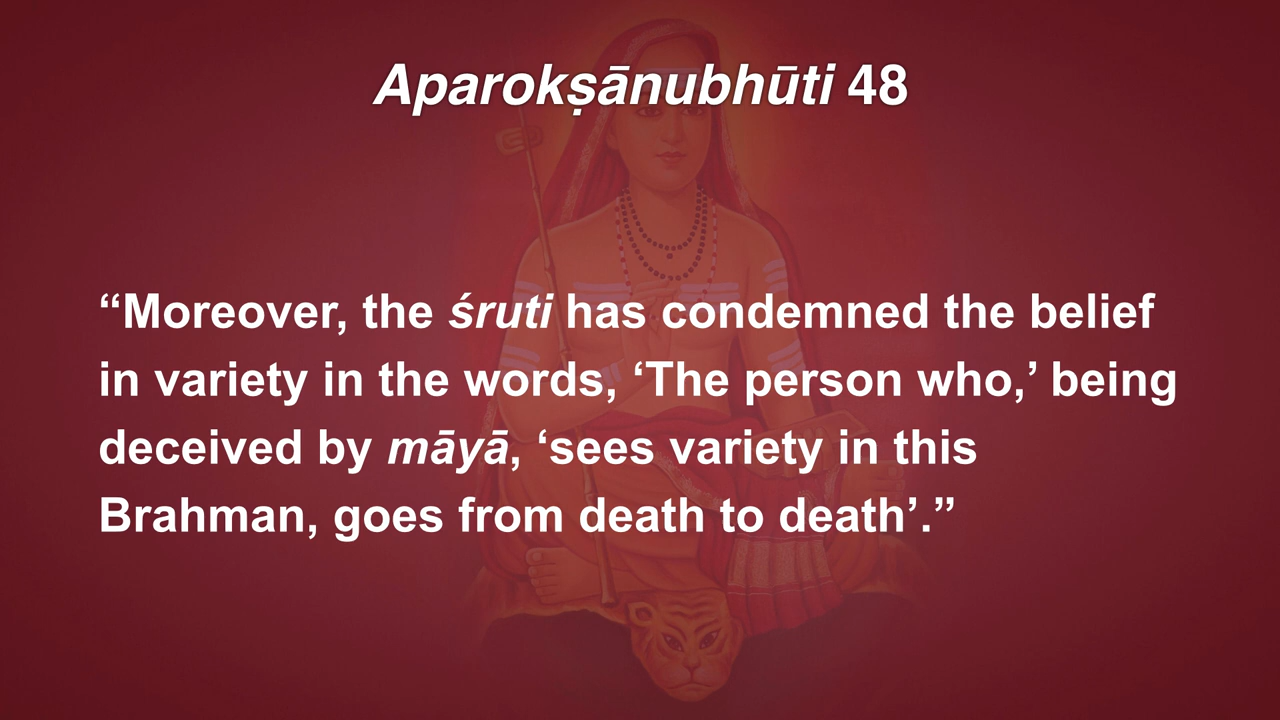 Aparokṣānubhūti 48
“Moreover, the śruti has condemned the belief
in variety in the words, ‘The person who,’ being
deceived by māyā, ‘sees variety in this
Brahman, goes from death to death’.”